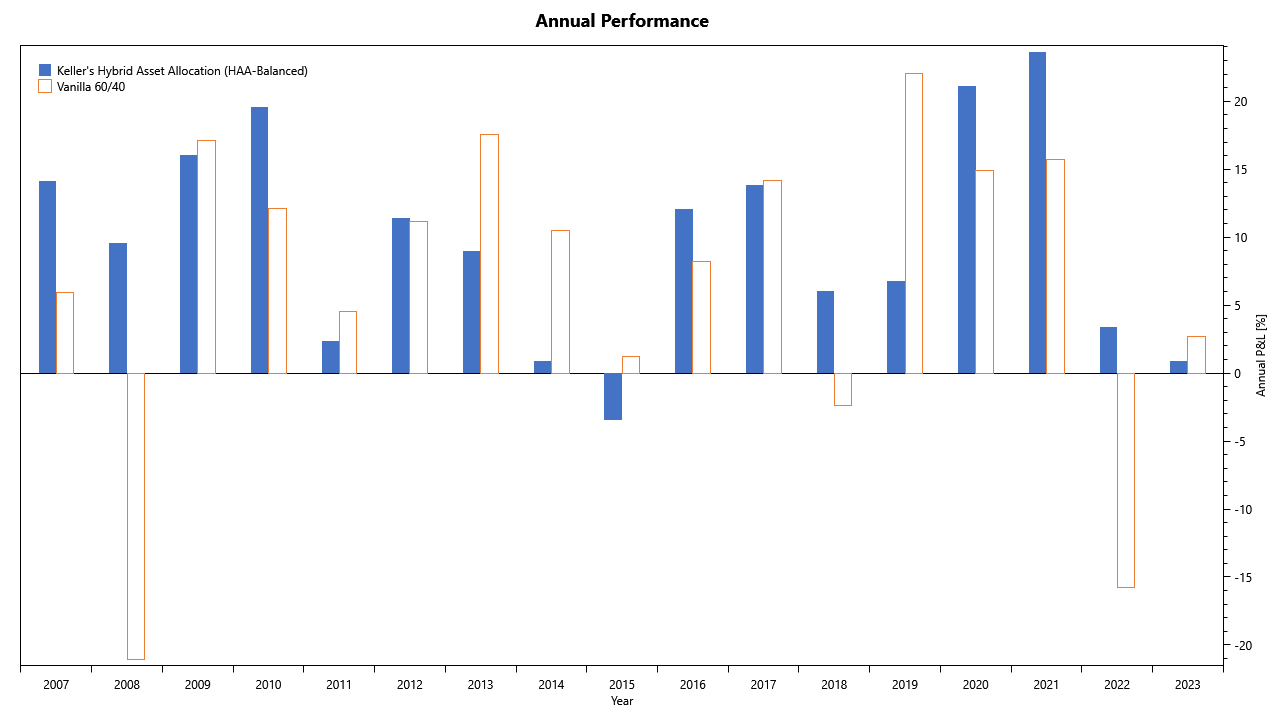 Annual Performance
Keller's Hybrid Asset Allocation (HAA-Balanced)
Vanilla 60/40
20
15
10
5
0
-5
-10
-15
-20
Annual P&L [%]
2007 2008 2009 2010 2011 2012 2013 2014 2015 2016 2017 2018 2019 2020 2021 2022 2023
Year